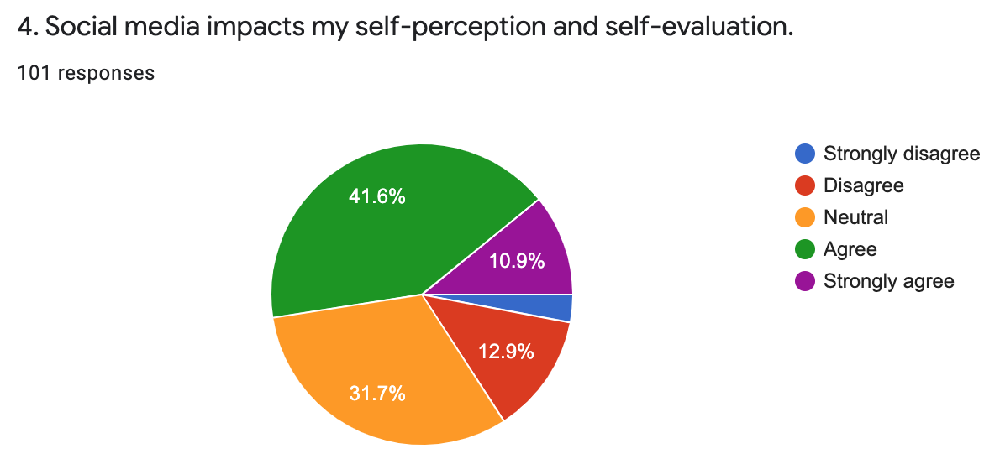 4. Social media impacts my self-perception and self-evaluation.
101 responses
41.6%
10.9%
12.9%
31.7%
Strongly disagree
Disagree
Neutral
Agree
Strongly agree